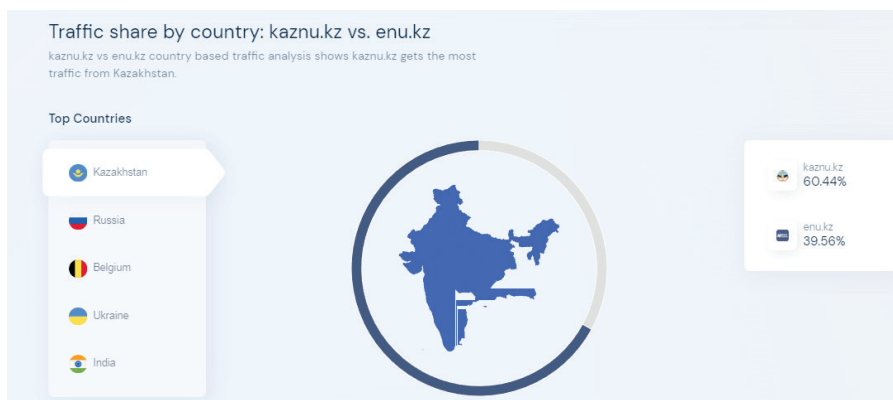 Traffic share by country: kaznu.kz vs. enu.kz
kaznu.kz vs enu.kz country based traffic analysis shows kaznu.kz gets the most
traffic from Kazakhstan.
Top Countries
Kazakhstan
Russia
Belgium
Ukraine
India
kaznu.kz
60.44%
enu.kz
39.56%